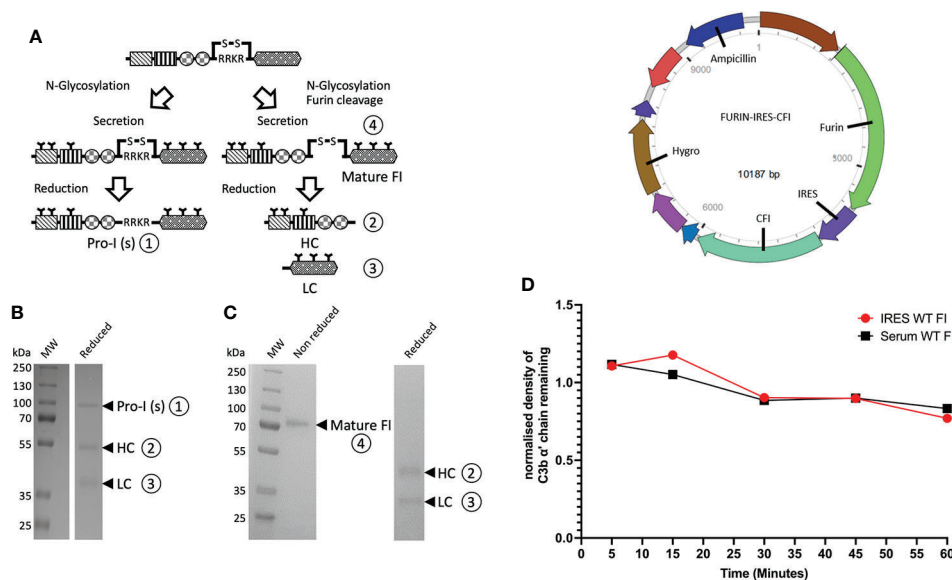 A
S=S
RRKR
N-Glycosylation
N-Glycosylation
Furin cleavage
Secretion
Secretion
4
S-S
RRKR
S-S
Mature FI
Reduction
Reduction
RRKR
2
Pro-I (s) 1
HC
3
LC
Ampicillin
1
9000
Furin
FURIN-IRES-CFI
Hygro
10187 bp
IRES
6000
CFI
B
kDa
MW
Reduced
250
130
100
70
55
35
25
Pro-I (s) 1
HC 2
LC 3
C
kDa
MW
Non reduced
Reduced
250
130
100
70
55
35
25
Mature FI
4
HC 2
LC 3
D
IRES WT FI
Serum WT F
normalised density of
C3b α' chain remaining
1.5
1.0
0.5
0.0
0
5
10
15
20
25
30
35
40
45
50
55
60
Time (Minutes)